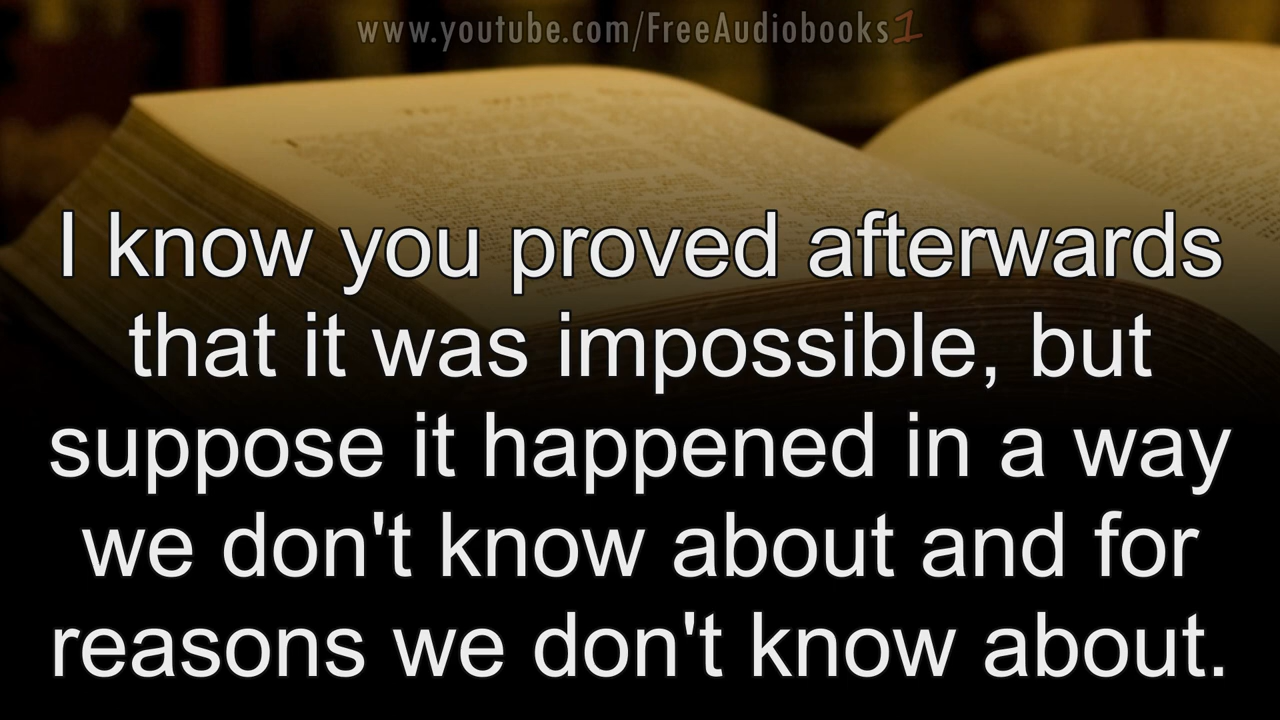 www.youtube.com/FreeAudiobooks1
I know you proved afterwards
that it was impossible, but
suppose it happened in a way
we don't know about and for
reasons we don't know about.